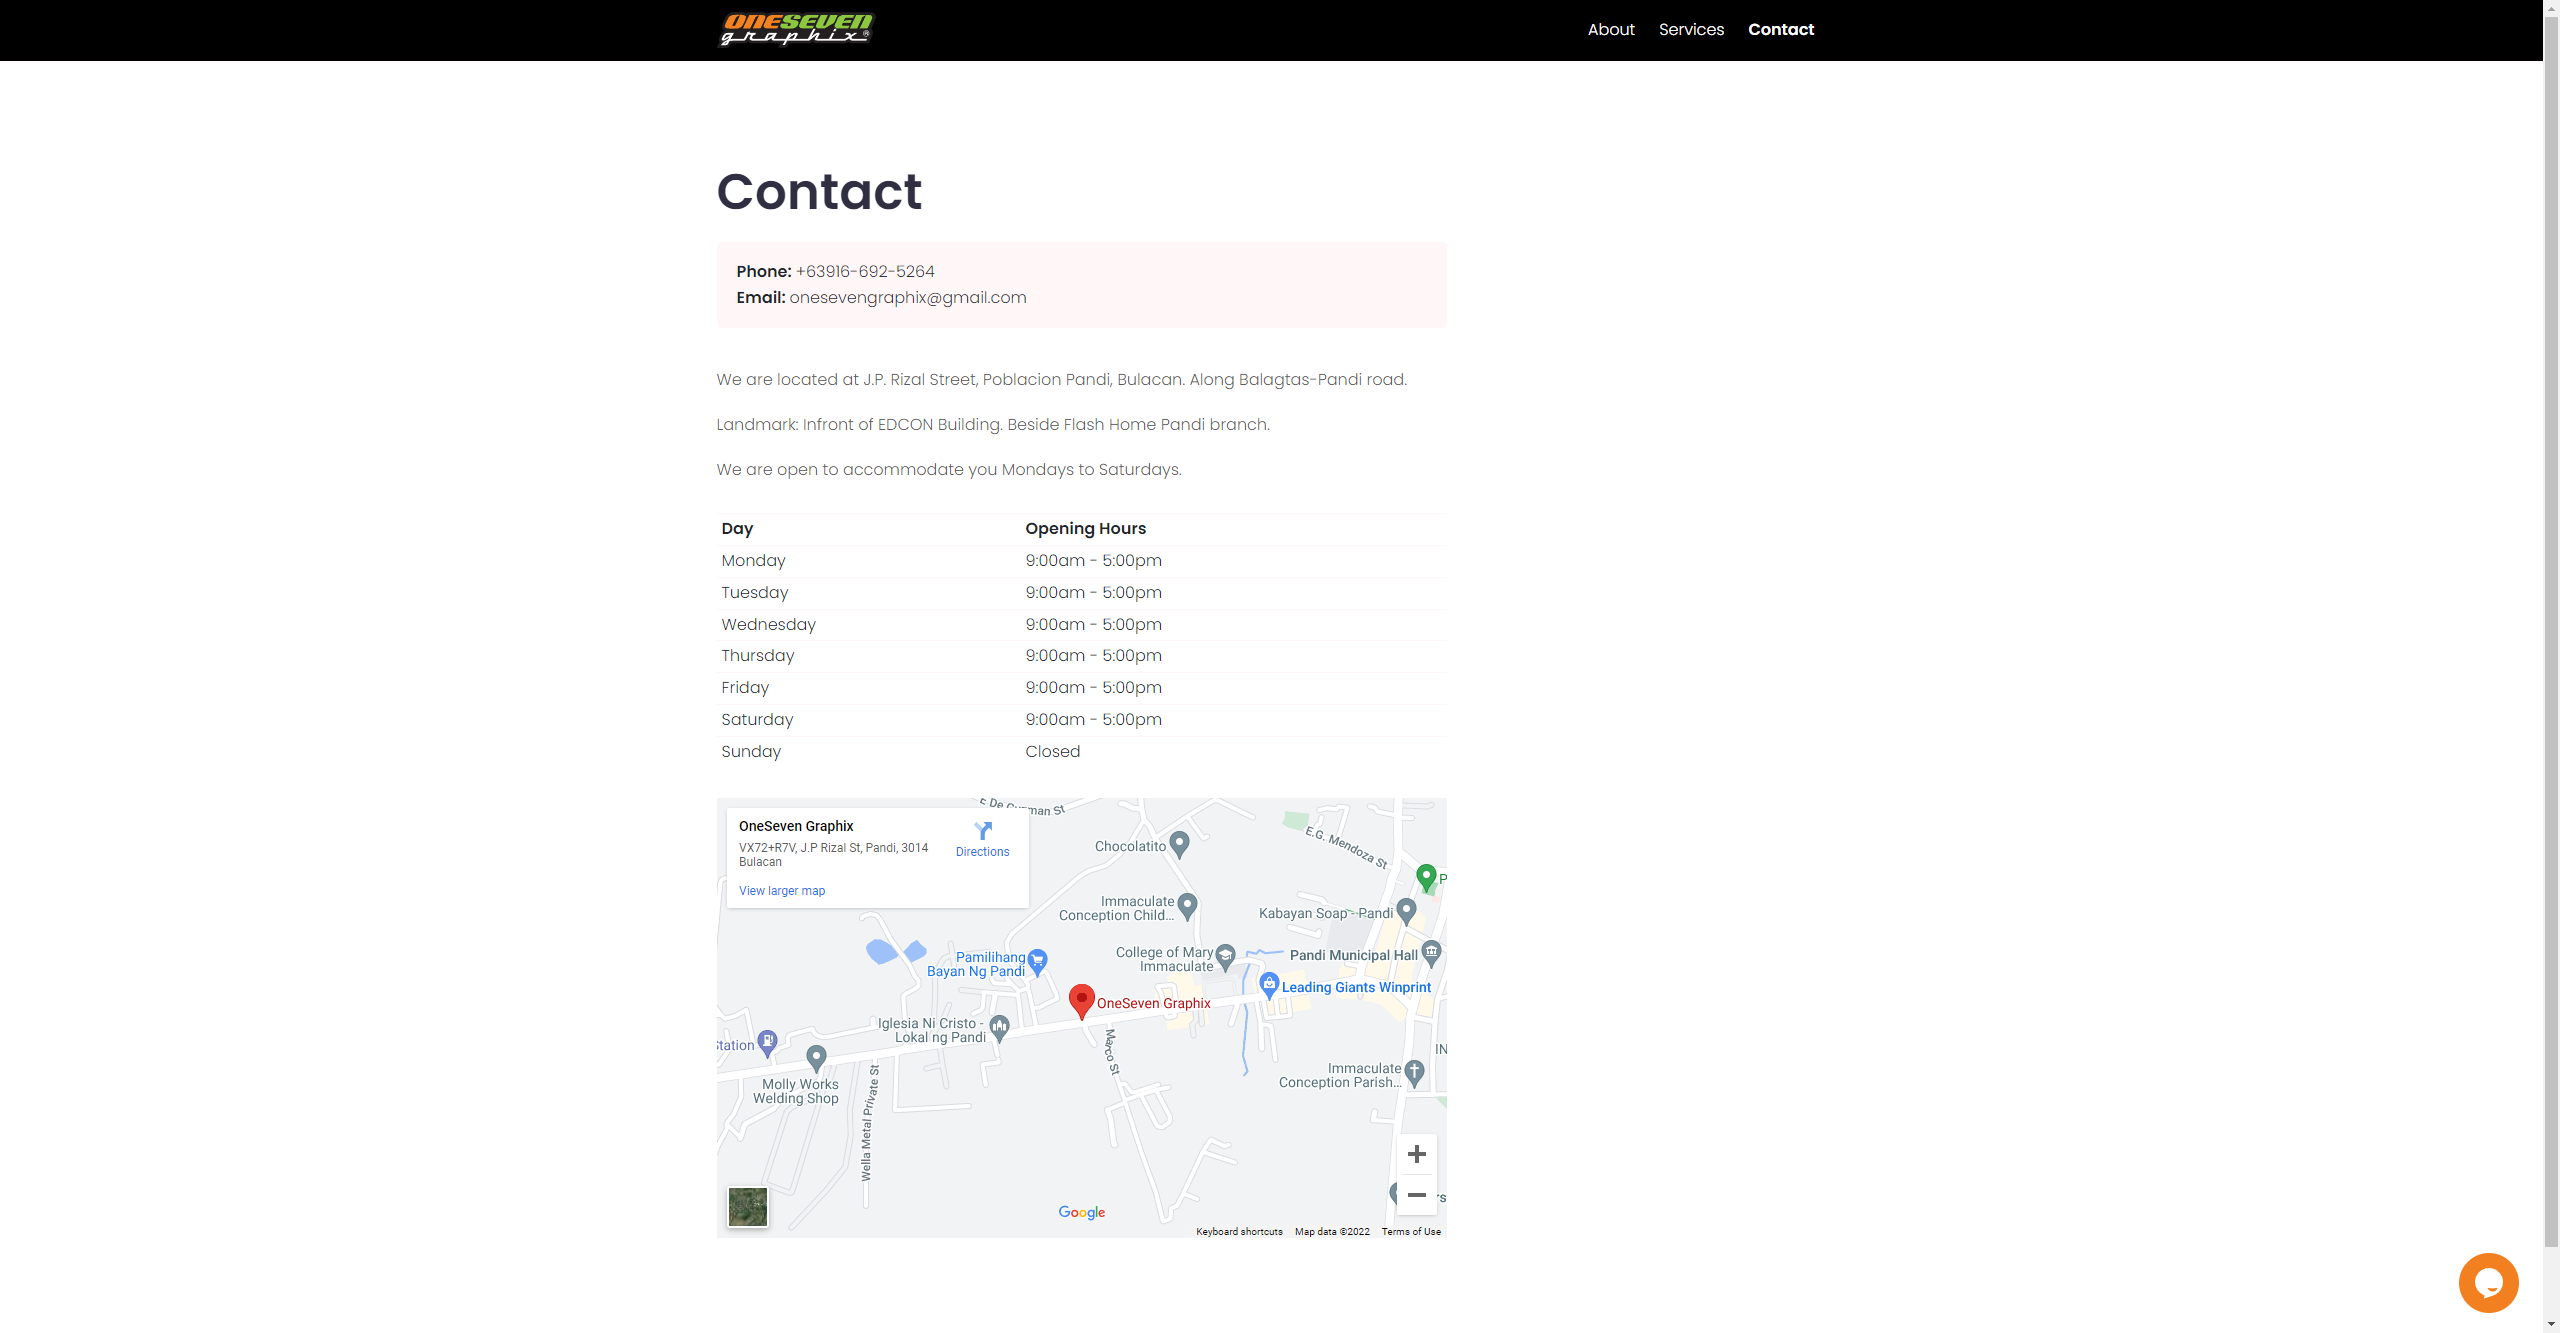 ONESEVEN
graphix®
About Services Contact
Contact
Phone: +63916-692-5264
Email: onesevengraphix@gmail.com
We are located at J.P. Rizal Street, Poblacion Pandi, Bulacan. Along Balagtas-Pandi road.
Landmark: Infront of EDCON Building. Beside Flash Home Pandi branch.
We are open to accommodate you Mondays to Saturdays.
Day Opening Hours
Monday 9:00am - 5:00pm
Tuesday 9:00am - 5:00pm
Wednesday 9:00am - 5:00pm
Thursday 9:00am - 5:00pm
Friday 9:00am - 5:00pm
Saturday 9:00am - 5:00pm
Sunday Closed
OneSeven Graphix
VX72+R7V, J.P Rizal St, Pandi, 3014
Bulacan
Directions
View larger map
E De
St
Chocolatito
E.G. Mendoza St
P
Immaculate
Conception Child...
Kabayan Soap - Pandi
College of Mary
Immaculate
Pandi Municipal Hall
Pamilihang
Bayan Ng Pandi
Leading Giants Winprint
OneSeven Graphix
Iglesia Ni Cristo -
Lokal ng Pandi
Marco St
Station
IN
Molly Works
Welding Shop
Wella Metal Private St
Immaculate
Conception Parish...
Google
Keyboard shortcuts Map data ©2022 Terms of Use